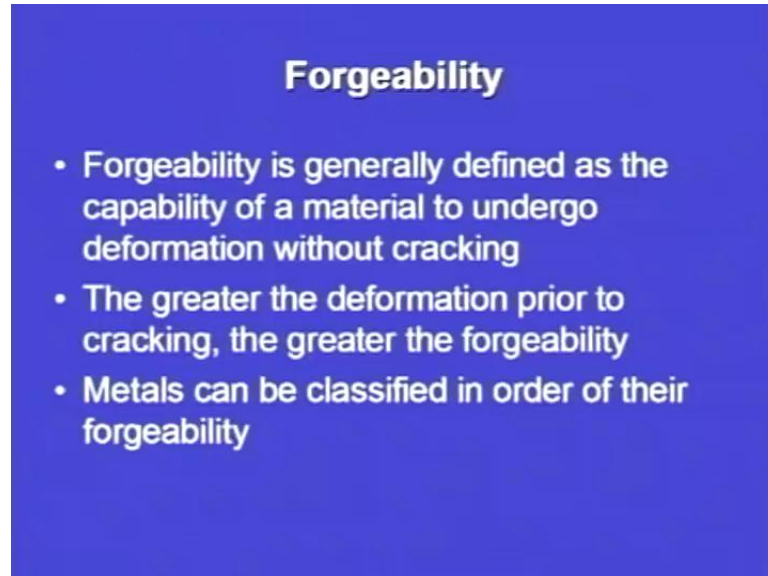 Forgeability
• Forgeability is generally defined as the
capability of a material to undergo
deformation without cracking
• The greater the deformation prior to
cracking, the greater the forgeability
• Metals can be classified in order of their
forgeability